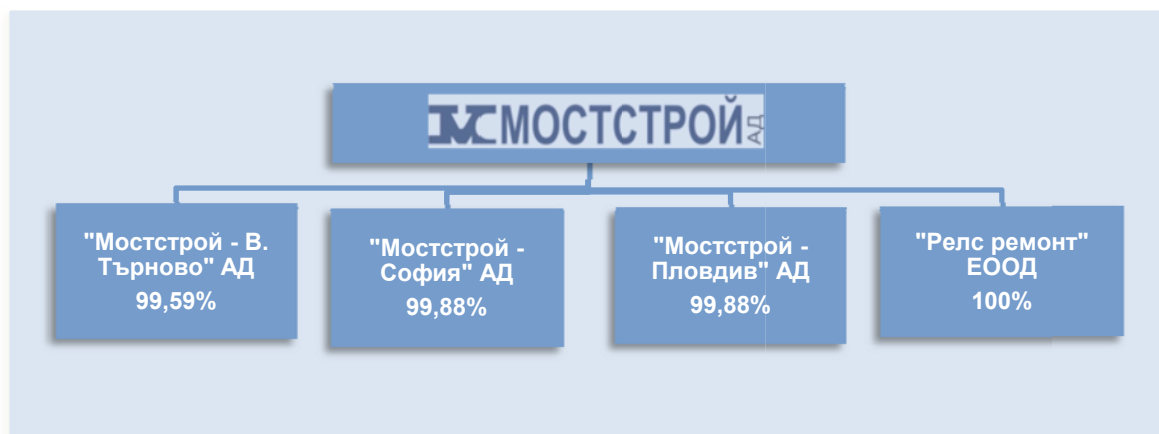 МОСТСТРОЙ АД
"Мостстрой - В.
Търново" АД
99,59%
"Мостстрой -
София" АД
99,88%
"Мостстрой -
Пловдив" АД
99,88%
"Релс ремонт"
ЕООД
100%